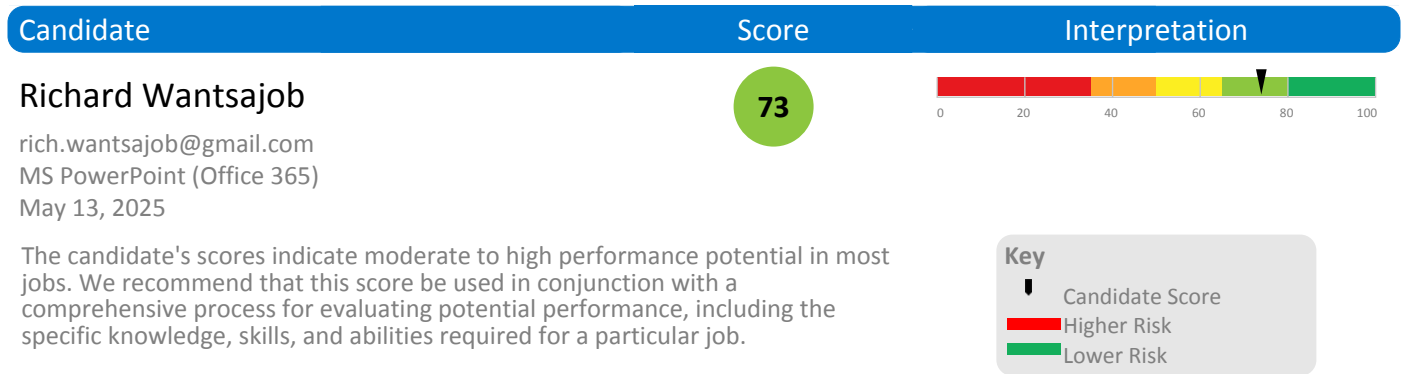 Candidate Score Interpretation
Richard Wantsajob
73
0 20 40 60 80 100
rich.wantsajob@gmail.com
MS PowerPoint (Office 365)
May 13, 2025
The candidate's scores indicate moderate to high performance potential in most
jobs. We recommend that this score be used in conjunction with a
comprehensive process for evaluating potential performance, including the
specific knowledge, skills, and abilities required for a particular job.
Key
Candidate Score
Higher Risk
Lower Risk